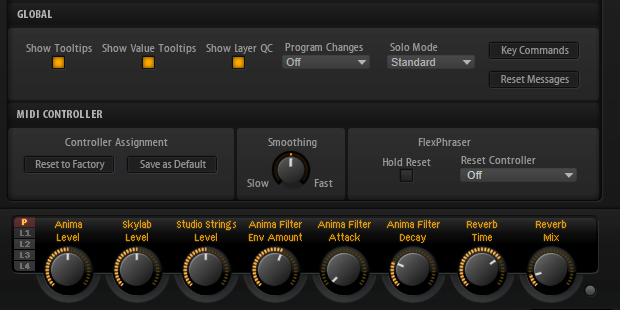 GLOBAL
Show Tooltips Show Value Tooltips Show Layer QC Program Changes Solo Mode
Off Standard Key Commands
Reset Messages
MIDI CONTROLLER
Controller Assignment Smoothing FlexPhraser
Reset to Factory Save as Default Hold Reset Reset Controller
Slow Fast Off
P Anima Skylab Studio Strings Anima Filter Anima Filter Anima Filter Reverb Reverb
L1 Level Level Level Env Amount Attack Decay Time Mix
L2
L3
L4